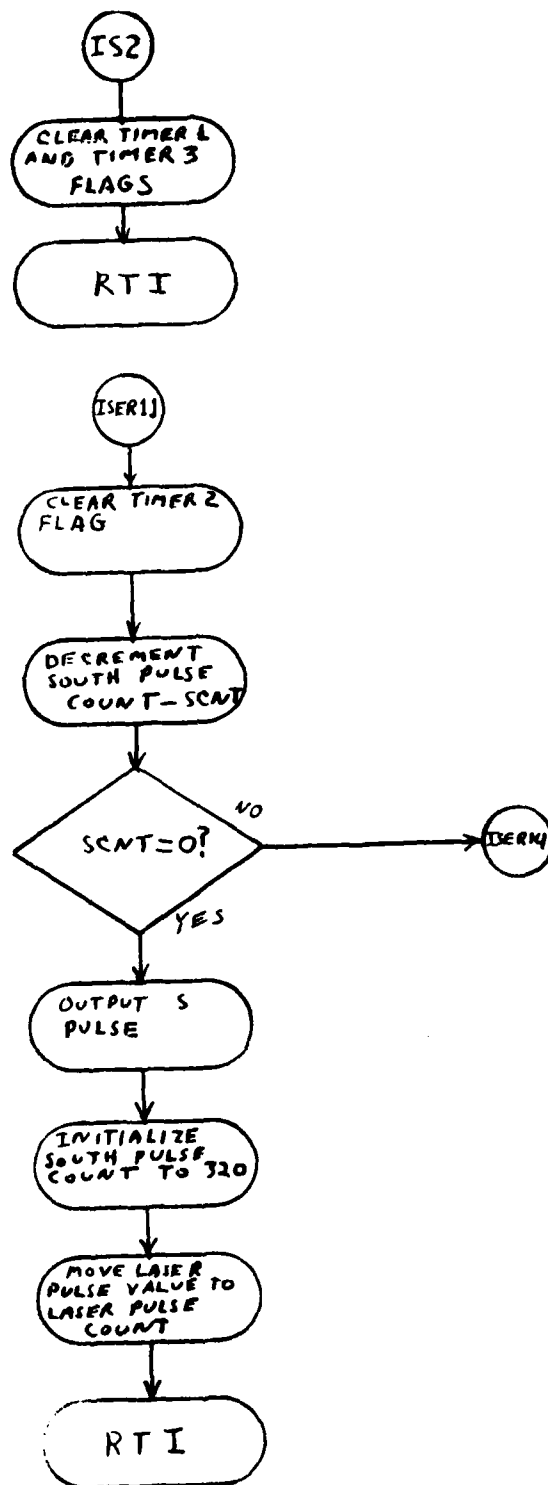 IS2
CLEAR TIMER 1
AND TIMER 3
FLAGS
RTI
ISER11
CLEAR TIMER 2
FLAG
DECREMENT
SOUTH PULSE
COUNT-SCNT
SCNT=0?
NO
ISER14
YES
OUTPUT S
PULSE
INITIALIZE
SOUTH PULSE
COUNT TO 320
MOVE LASER
PULSE VALUE TO
LASER PULSE
COUNT
RTI